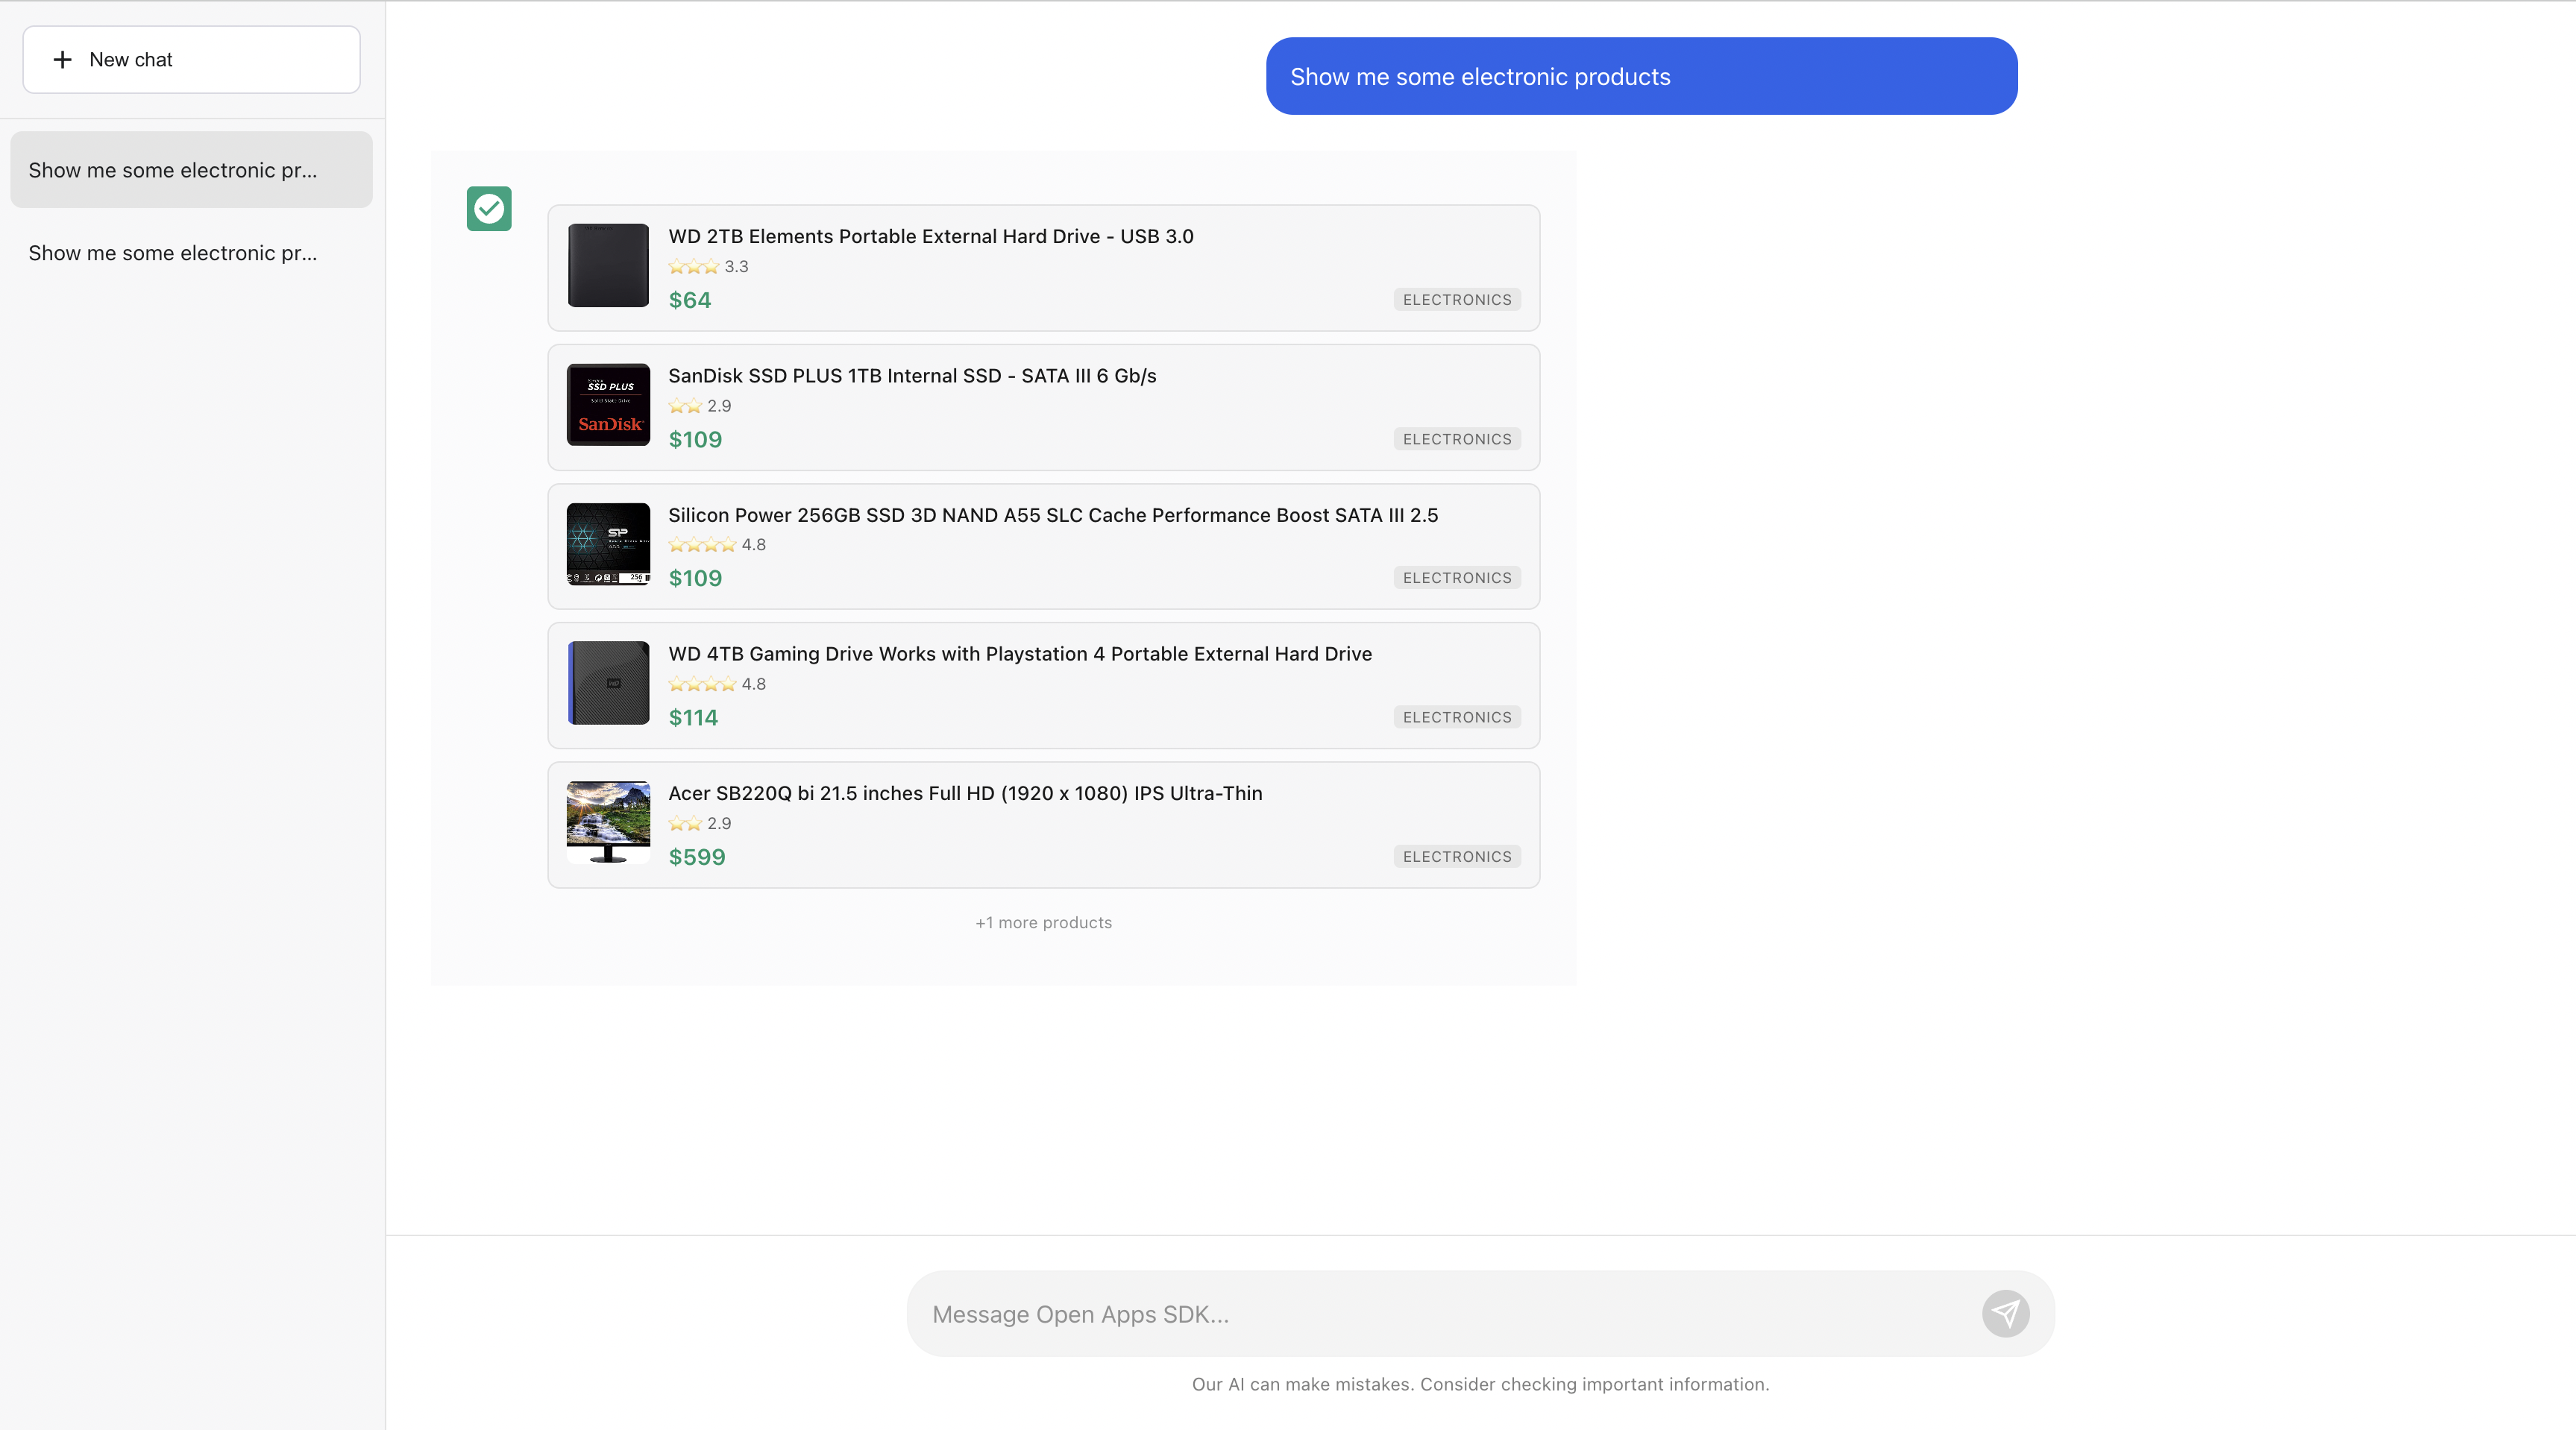 New chat
Show me some electronic pr...
Show me some electronic pr...
Show me some electronic products
WD 2TB Elements Portable External Hard Drive - USB 3.0
3.3
$64
ELECTRONICS
SSD PLUS
Solid State Drive
SanDisk
SanDisk SSD PLUS 1TB Internal SSD - SATA III 6 Gb/s
2.9
$109
ELECTRONICS
SP
256
Silicon Power 256GB SSD 3D NAND A55 SLC Cache Performance Boost SATA III 2.5
4.8
$109
ELECTRONICS
WD
WD 4TB Gaming Drive Works with Playstation 4 Portable External Hard Drive
4.8
$114
ELECTRONICS
Acer SB220Q bi 21.5 inches Full HD (1920 x 1080) IPS Ultra-Thin
2.9
$599
ELECTRONICS
+1 more products
Message Open Apps SDK...
Our AI can make mistakes. Consider checking important information.